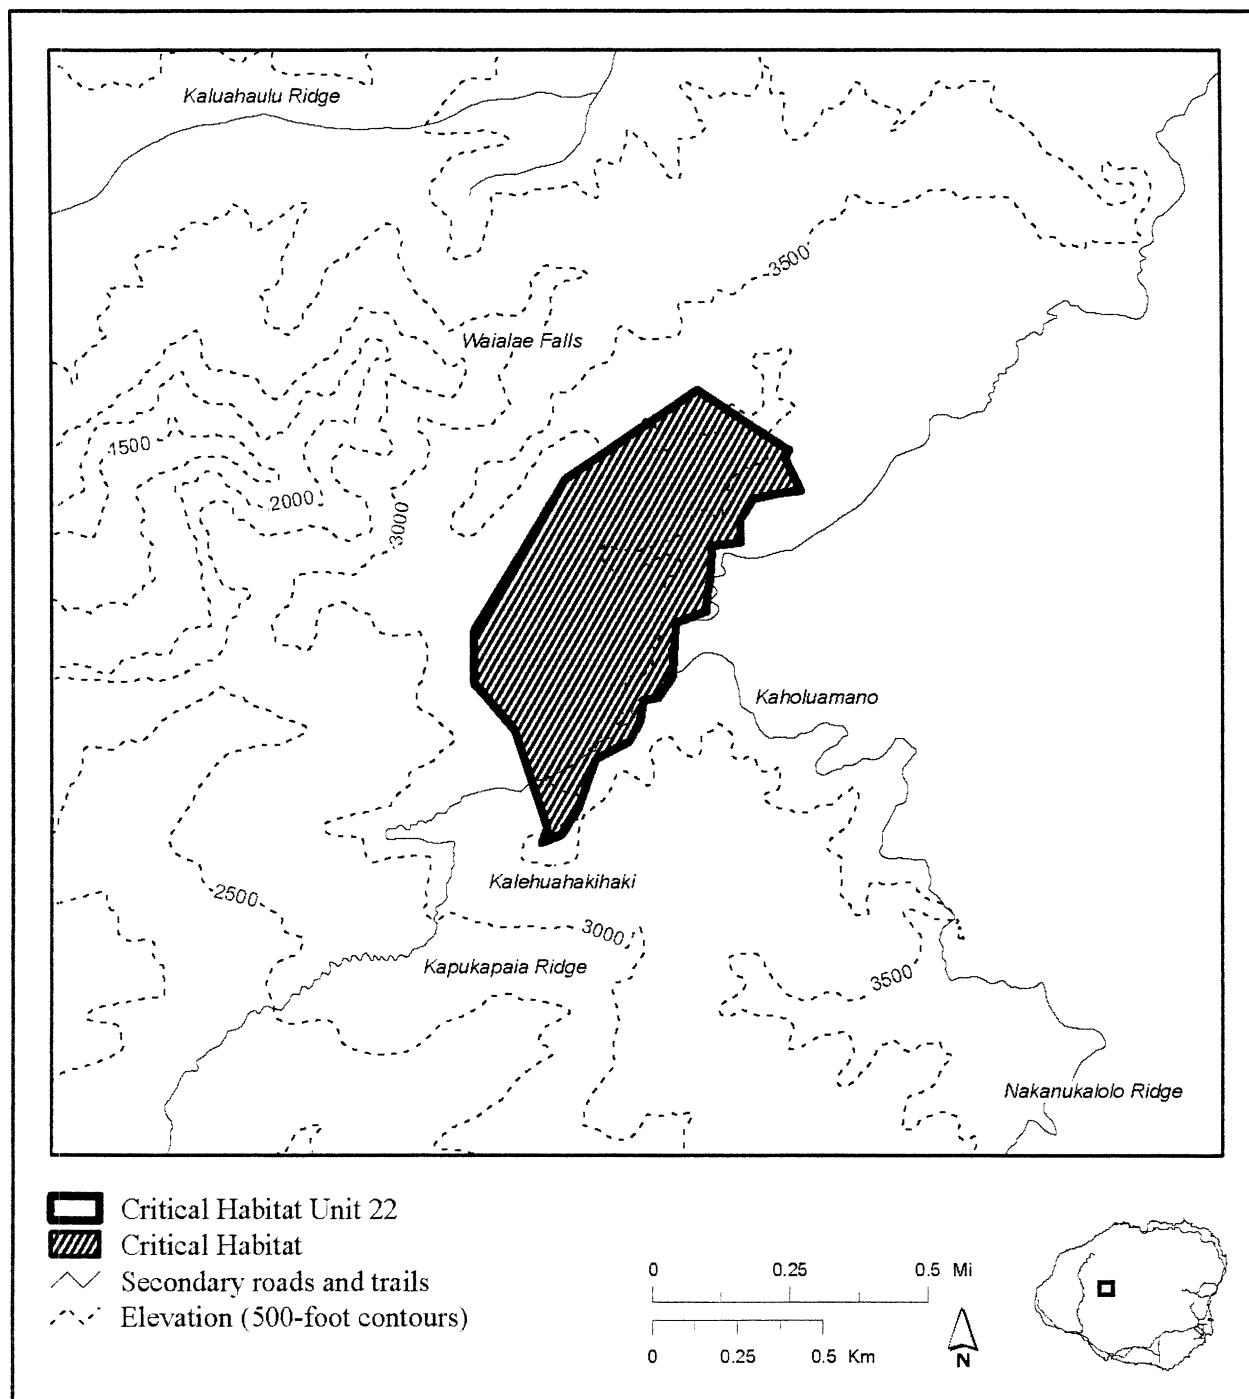 Kaluahaulu Ridge
3500
Waialae Falls
1500
2000
3000
Kaholuamano
Kalehuahakihaki
2500
3000
Kapukapaia Ridge
3500
Nakanukalolo Ridge
Critical Habitat Unit 22
Critical Habitat
Secondary roads and trails
Elevation (500-foot contours)
0 0.25 0.5 Mi
0 0.25 0.5 Km
N